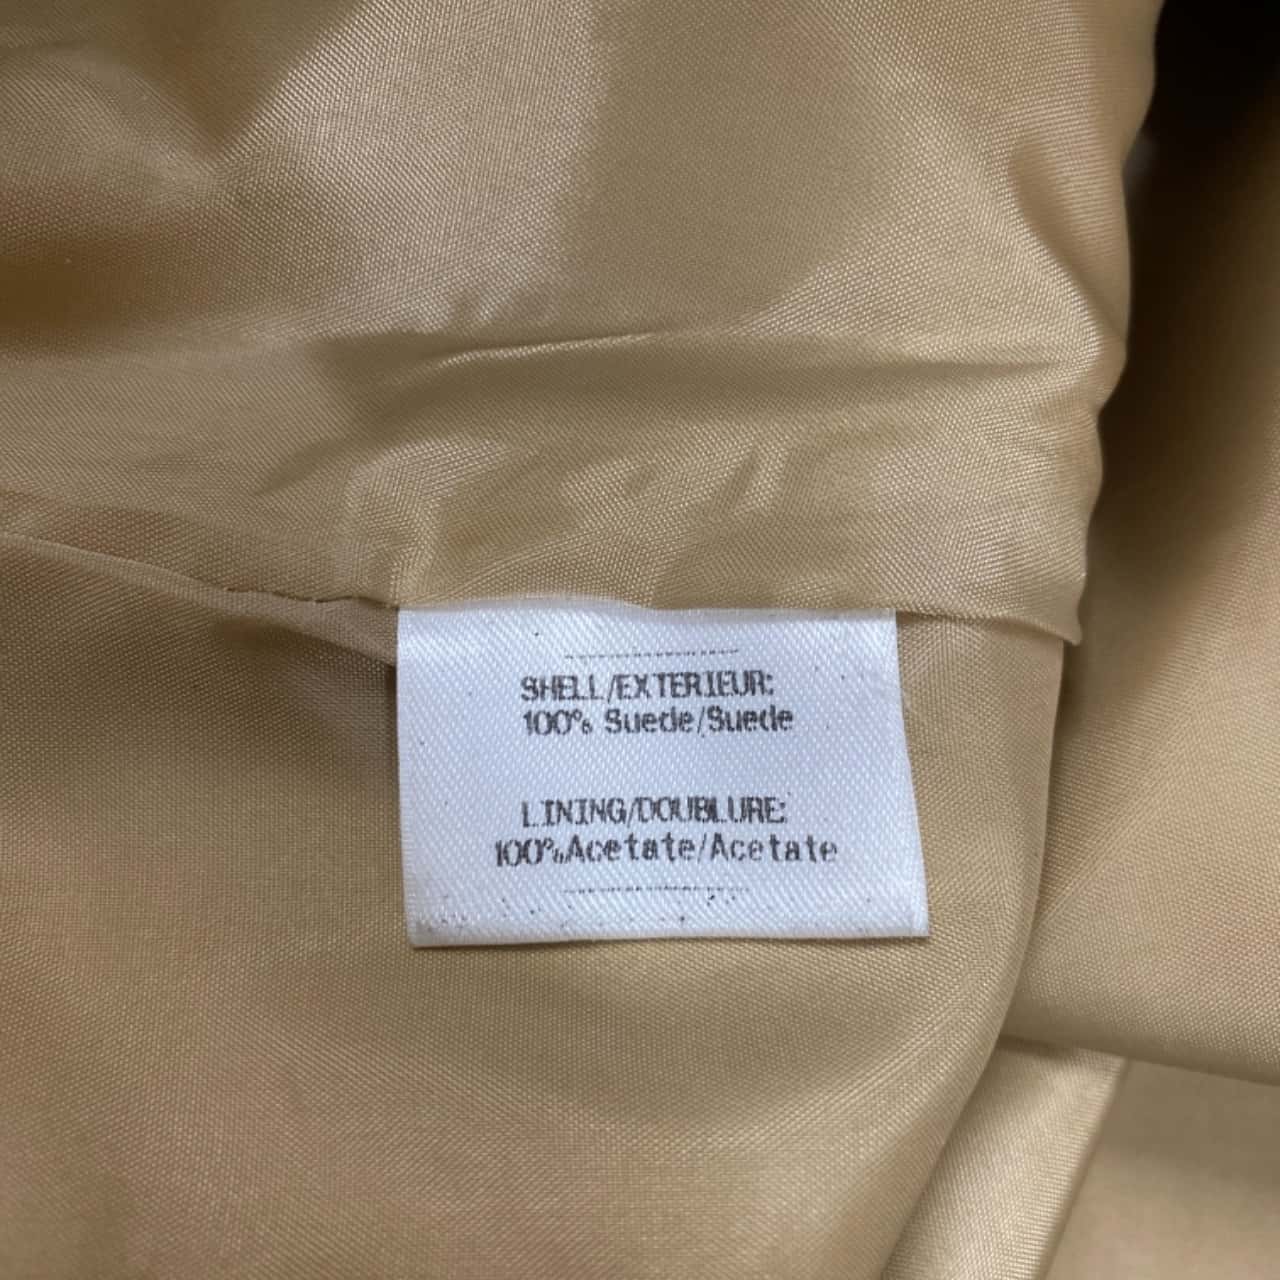 SHELL/EXTERIEUR:
100% Suede/Suede
LINING/DOUBLURE:
100%Acetate/Acetate